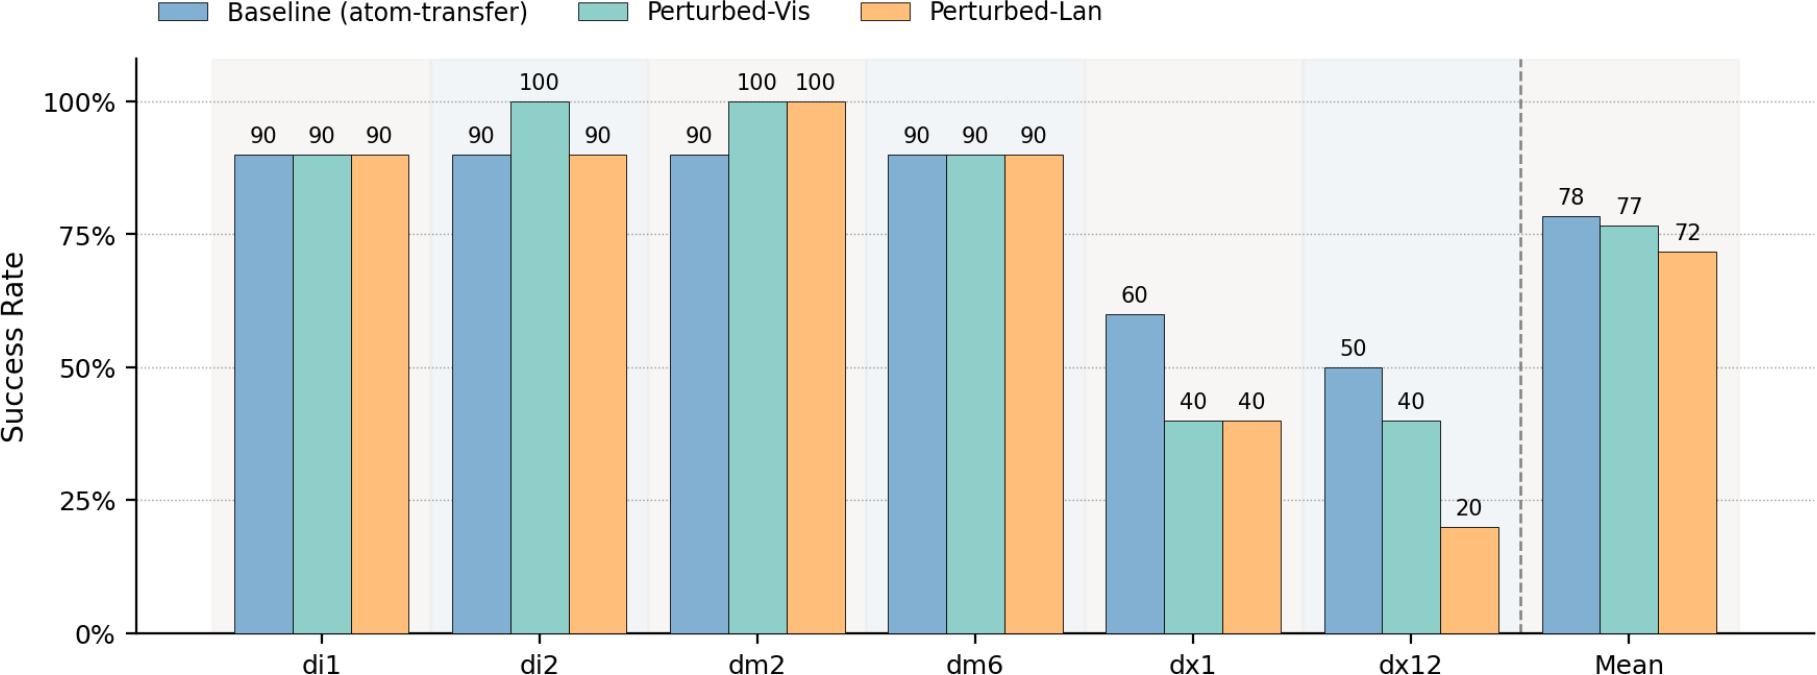 Baseline (atom-transfer) Perturbed-Vis Perturbed-Lan
Success Rate
100%
75%
50%
25%
0%
90 90 90
90 100 90
90 100 100
90 90 90
60 40 40
50 40 20
78 77 72
di1 di2 dm2 dm6 dx1 dx12 Mean